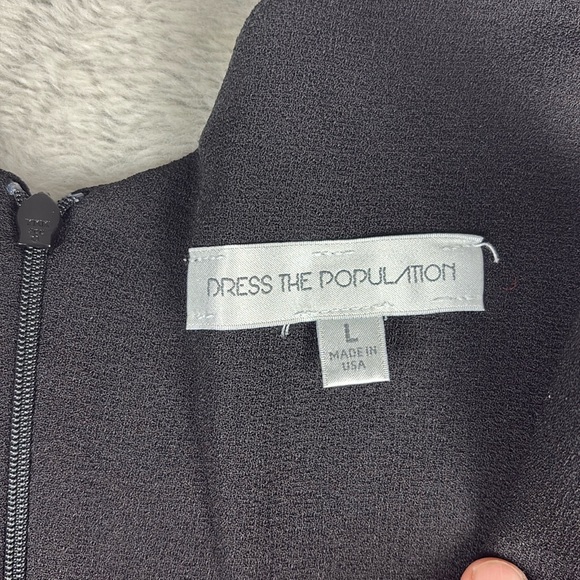 DRESS THE POPULATION
L
MADE IN
USA